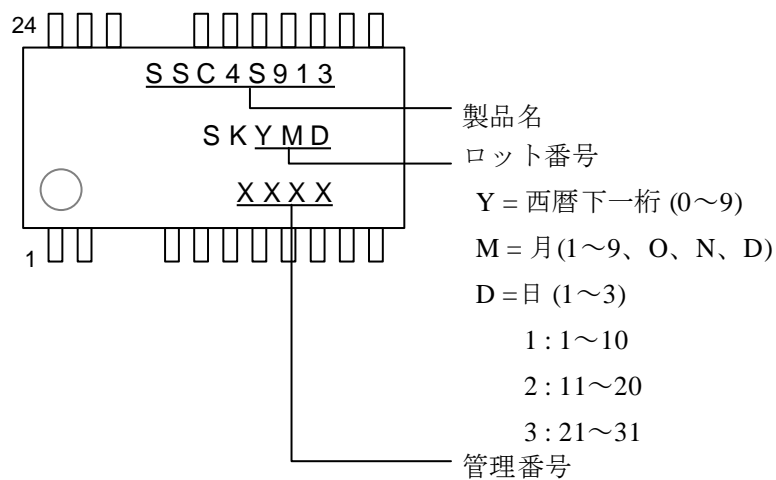 24
SSC4S913
製品名
SKYMD
ロット番号
XXXX
Y = 西暦下一桁 (0～9)
M = 月(1～9、O、N、D)
1
D =日 (1～3)
1 : 1～10
2 : 11～20
3 : 21～31
管理番号